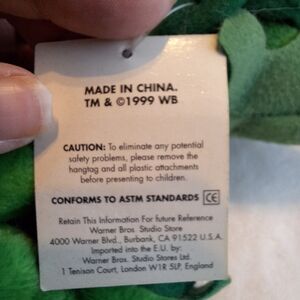 MADE IN CHINA.
TM & ©1999 WB
CAUTION: To eliminate any potential
safety problems, please remove the
hangtag and all plastic attachments
before presenting to children.
CONFORMS TO ASTM STANDARDS CE
Retain This Information For future Reference
Warner Bros. Studio Store
4000 Warner Blvd., Burbank, CA 91522 U.S.A.
Imported into the E.U. by:
Warner Bros. Studio Stores Ltd.
1 Tenison Court, London W1R 5LP, England